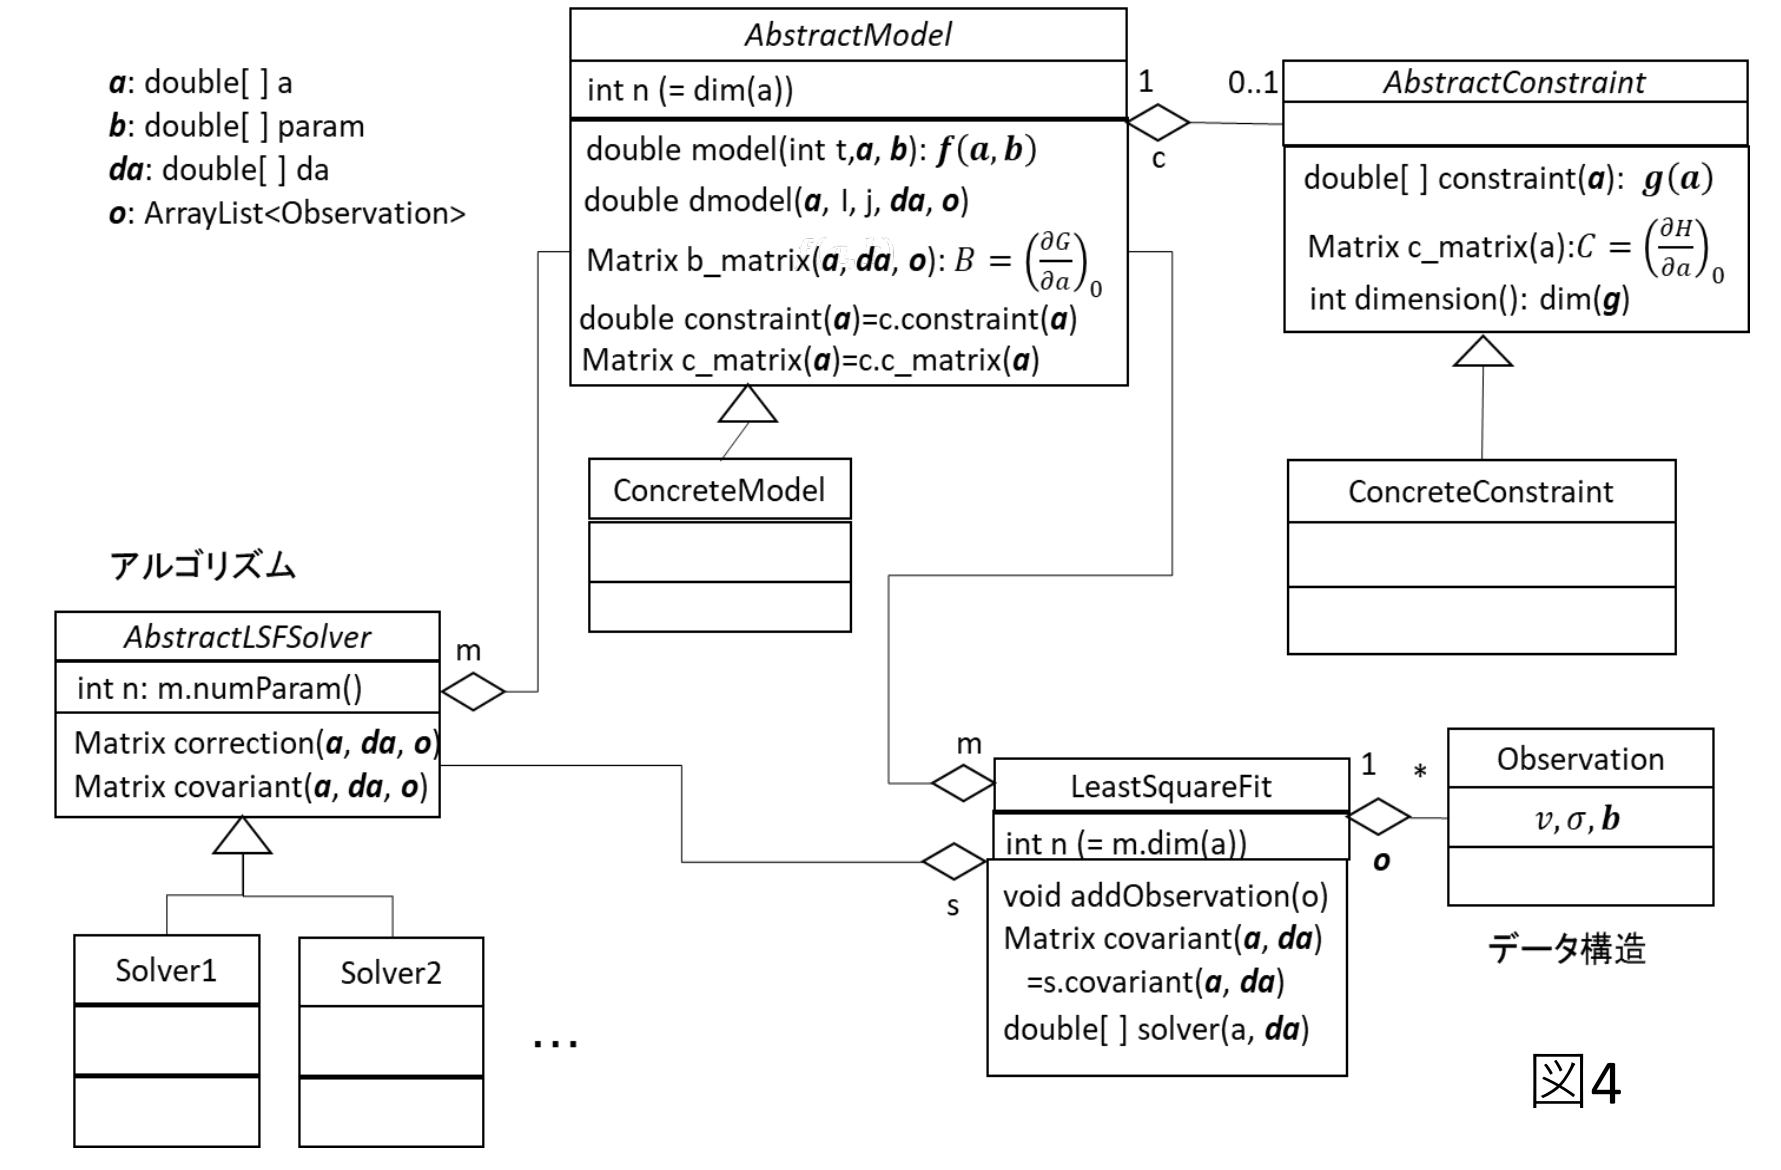 a: double[ ] a
b: double[ ] param
da: double[ ] da
o: ArrayList<Observation>
AbstractModel
int n (= dim(a))
double model(int t,a, b): f(a, b)
double dmodel(a, I, j, da, o)
Matrix b_matrix(a, da, o): B = (∂G/∂a)₀
double constraint(a)=c.constraint(a)
Matrix c_matrix(a)=c.c_matrix(a)
1
0..1
c
AbstractConstraint
double[ ] constraint(a): g(a)
Matrix c_matrix(a):C = (∂H/∂a)₀
int dimension(): dim(g)
ConcreteModel
ConcreteConstraint
アルゴリズム
AbstractLSFSolver
int n: m.numParam()
Matrix correction(a, da, o)
Matrix covariant(a, da, o)
m
Solver1
Solver2
...
m
s
LeastSquareFit
int n (= m.dim(a))
void addObservation(o)
Matrix covariant(a, da)
=s.covariant(a, da)
double[ ] solver(a, da)
1
*
o
Observation
v, σ, b
データ構造
図4